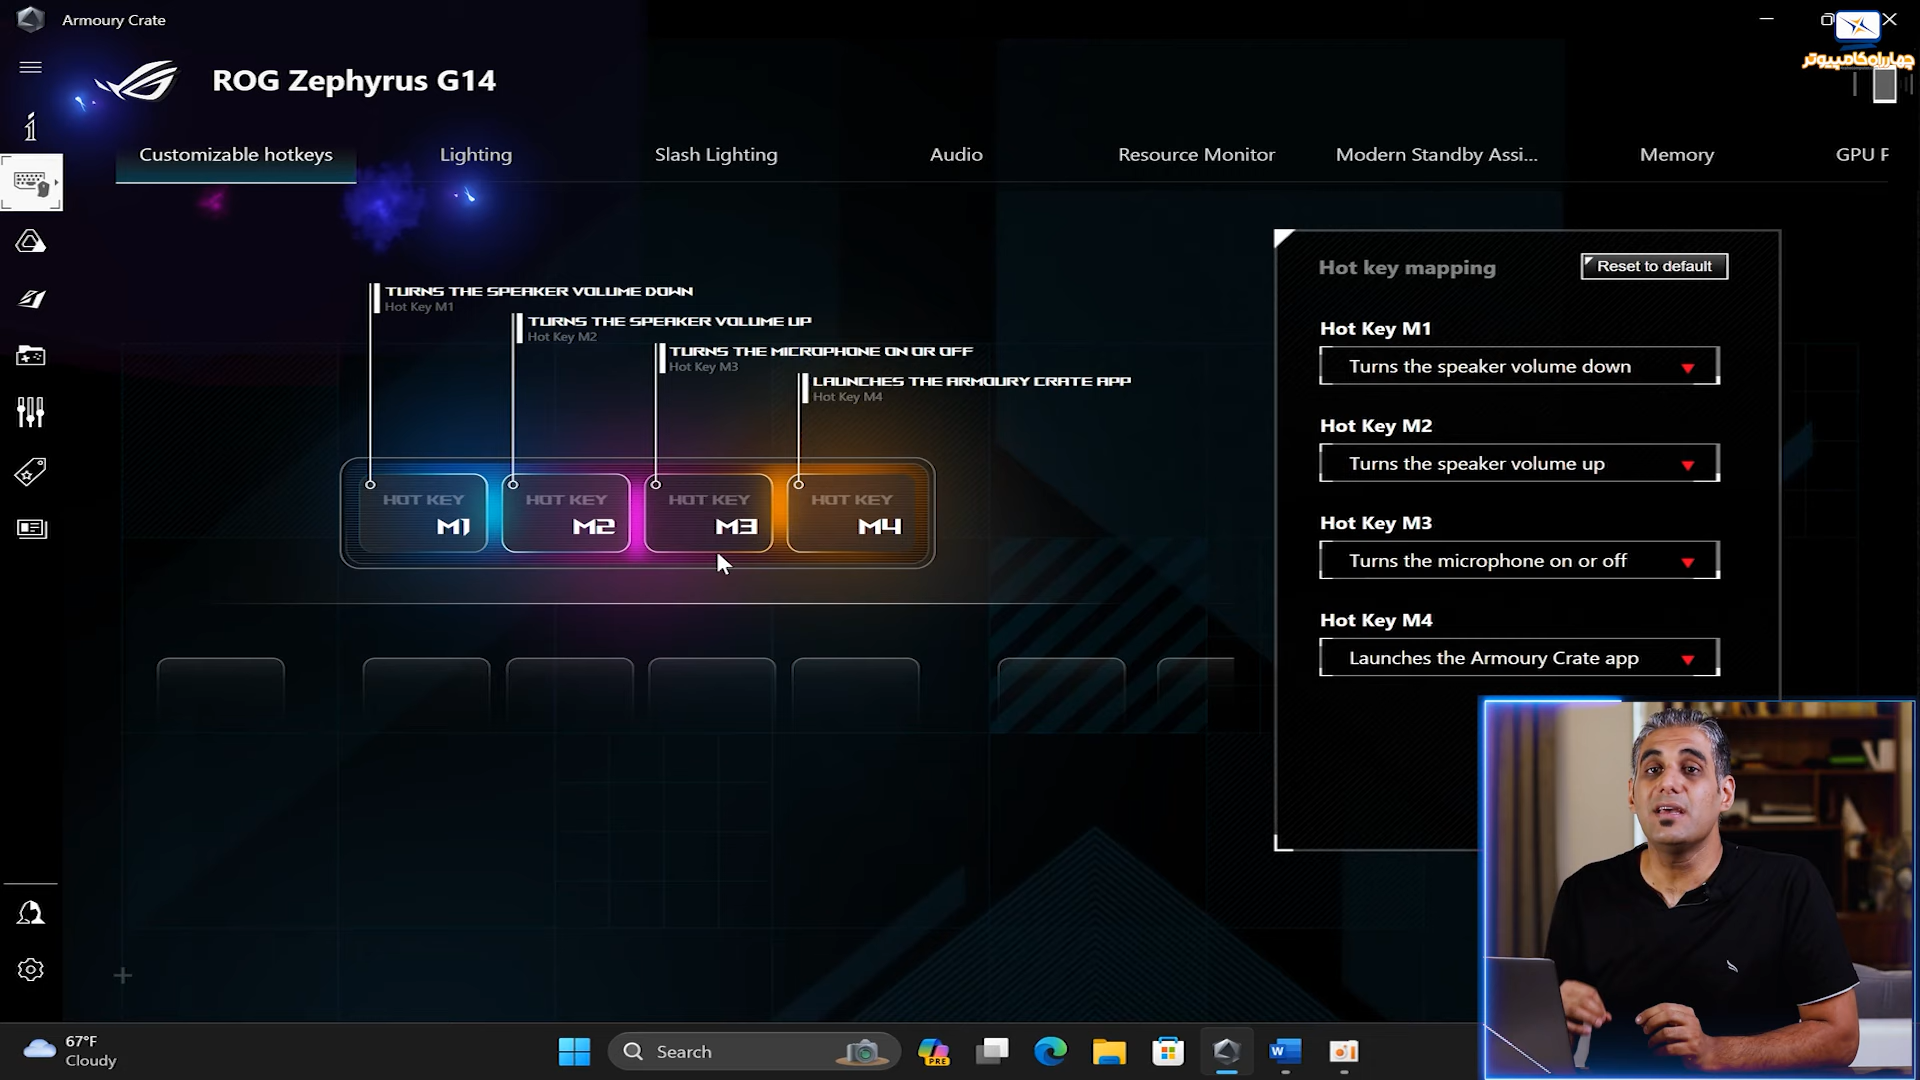 Armoury Crate
چهارراه کامپیوتر
ROG Zephyrus G14
Customizable hotkeys
Lighting
Slash Lighting
Audio
Resource Monitor
Modern Standby Assi...
Memory
GPU P
TURNS THE SPEAKER VOLUME DOWN
Hot Key M1
TURNS THE SPEAKER VOLUME UP
Hot Key M2
TURNS THE MICROPHONE ON OR OFF
Hot Key M3
LAUNCHES THE ARMOURY CRATE APP
Hot Key M4
HOT KEY
M1
HOT KEY
M2
HOT KEY
M3
HOT KEY
M4
Hot key mapping
Reset to default
Hot Key M1
Turns the speaker volume down
Hot Key M2
Turns the speaker volume up
Hot Key M3
Turns the microphone on or off
Hot Key M4
Launches the Armoury Crate app
67°F
Cloudy
Search
PRE
W